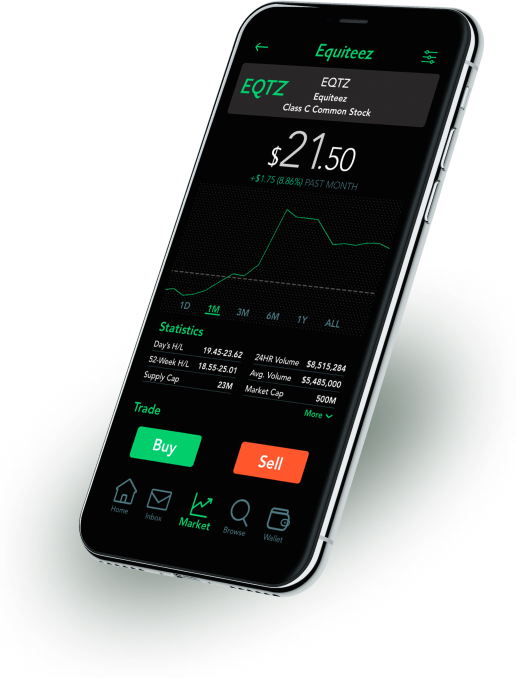 Equiteez
EQTZ
EQTZ
Equiteez
Class C Common Stock
$21.50
+$1.75 (8.86%) PAST MONTH
1D 1M 3M 6M 1Y ALL
Statistics
Day's H/L 19.45-23.62
24HR Volume $8,515,284
52-Week H/L 18.55-25.01
Avg. Volume $5,485,000
Supply Cap 23M
Market Cap 500M
More
Trade
Buy
Sell
Home
Inbox
Market
Browse
Wallet